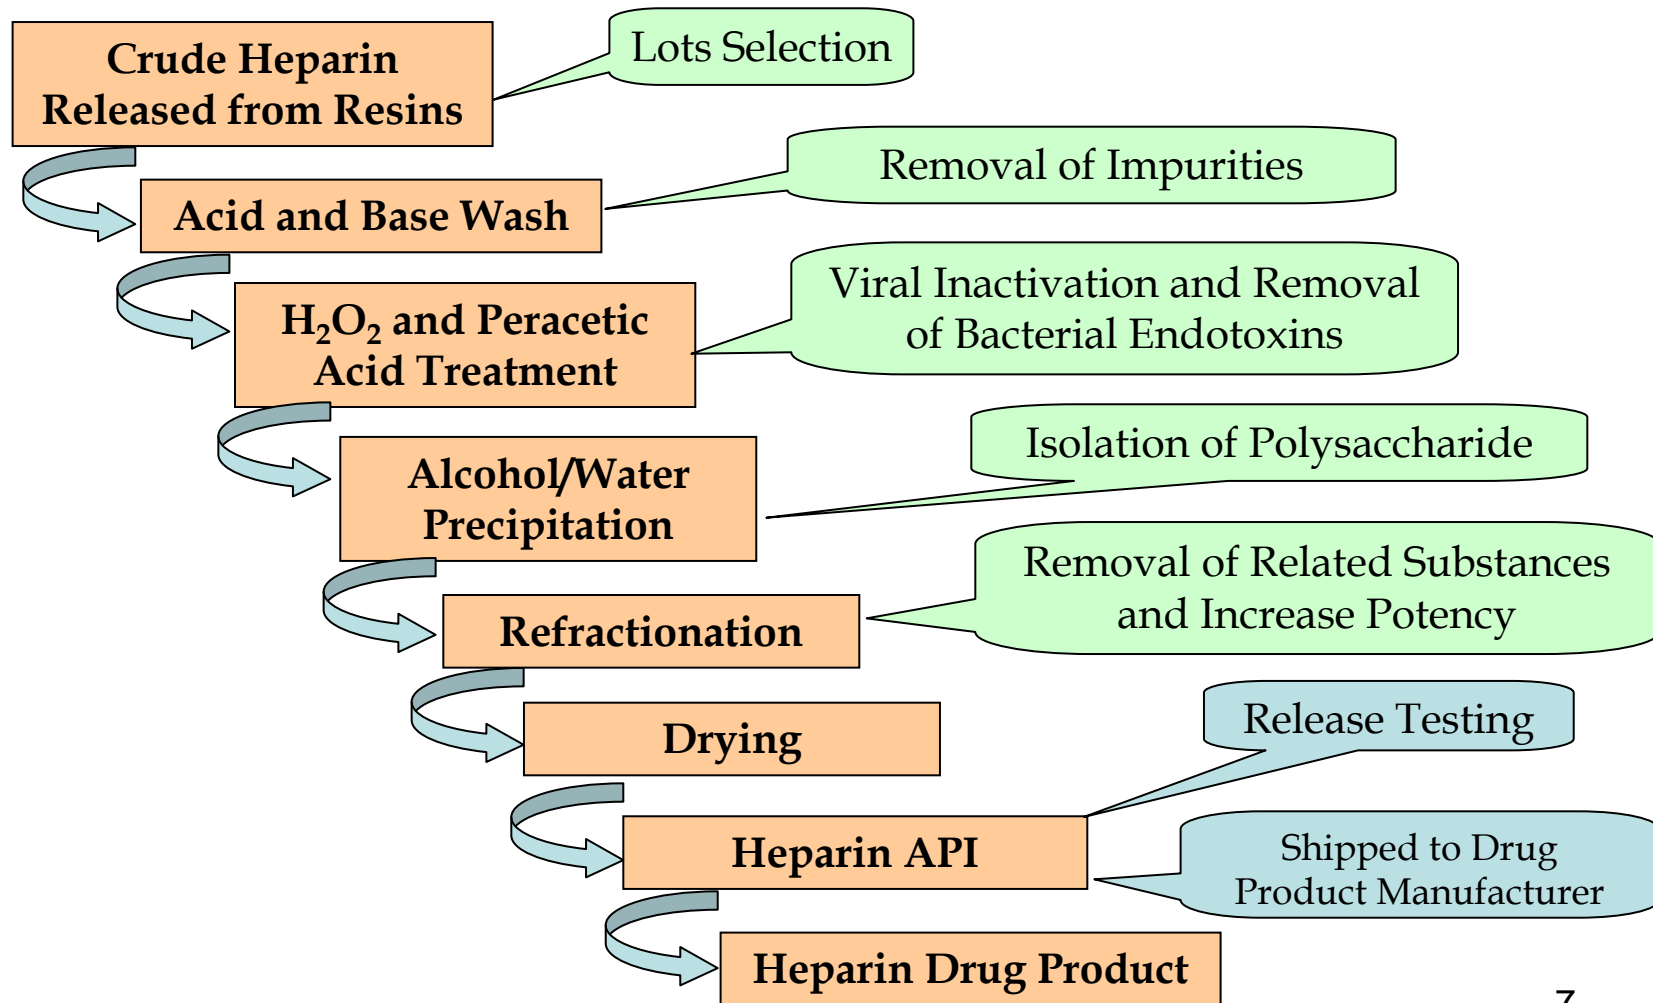 Crude Heparin
Released from Resins
Lots Selection
Removal of Impurities
Acid and Base Wash
Viral Inactivation and Removal
of Bacterial Endotoxins
H₂O₂ and Peracetic
Acid Treatment
Isolation of Polysaccharide
Alcohol/Water
Precipitation
Removal of Related Substances
and Increase Potency
Refractionation
Release Testing
Drying
Heparin API
Shipped to Drug
Product Manufacturer
Heparin Drug Product
7